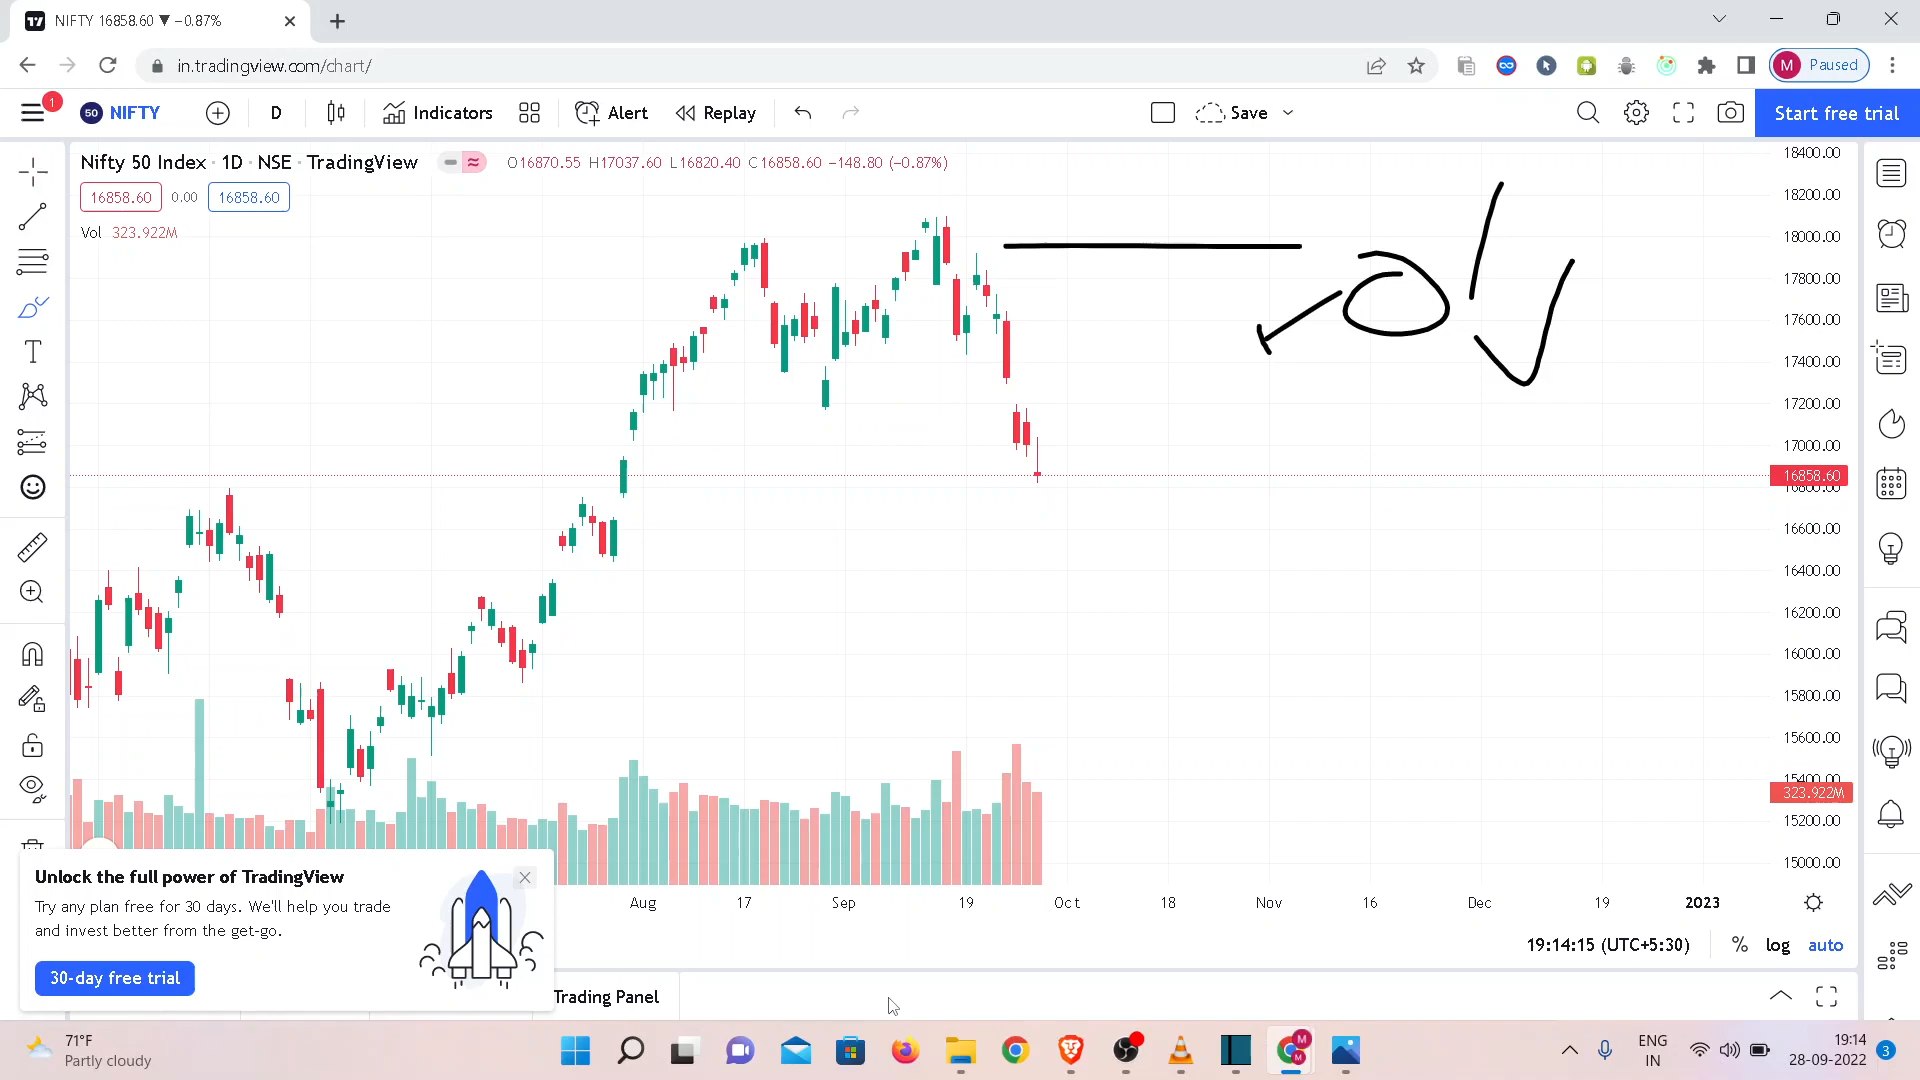 NIFTY 16858.60 ▼ −0.87%
in.tradingview.com/chart/
M Paused
1
50 NIFTY
D
Indicators
Alert
Replay
Save
Start free trial
Nifty 50 Index · 1D · NSE · TradingView
O16870.55 H17037.60 L16820.40 C16858.60 −148.80 (−0.87%)
16858.60 0.00 16858.60
Vol 323.922M
18400.00
18200.00
18000.00
17800.00
17600.00
17400.00
17200.00
17000.00
16858.60
16800.00
16600.00
16400.00
16200.00
16000.00
15800.00
15600.00
15400.00
323.922M
15200.00
15000.00
Aug 17 Sep 19 Oct 18 Nov 16 Dec 19 2023
19:14:15 (UTC+5:30) % log auto
Unlock the full power of TradingView
Try any plan free for 30 days. We'll help you trade
and invest better from the get-go.
30-day free trial
Trading Panel
71°F
Partly cloudy
M
M
ENG
IN
19:14
28-09-2022
3